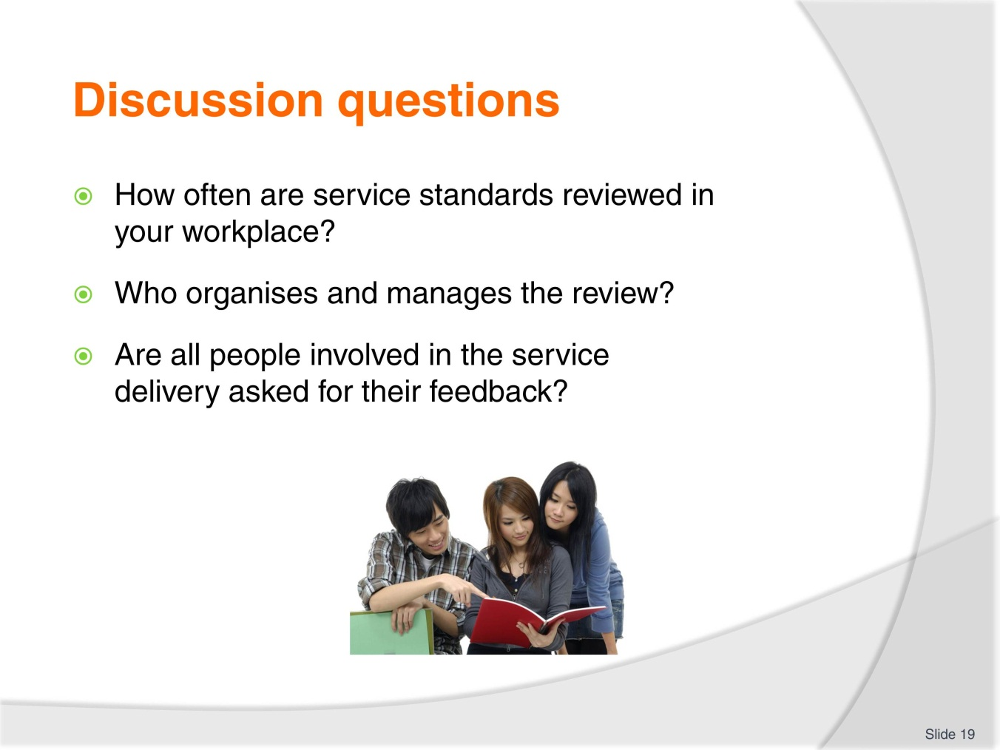 Discussion questions
How often are service standards reviewed in
your workplace?
Who organises and manages the review?
Are all people involved in the service
delivery asked for their feedback?
Slide 19